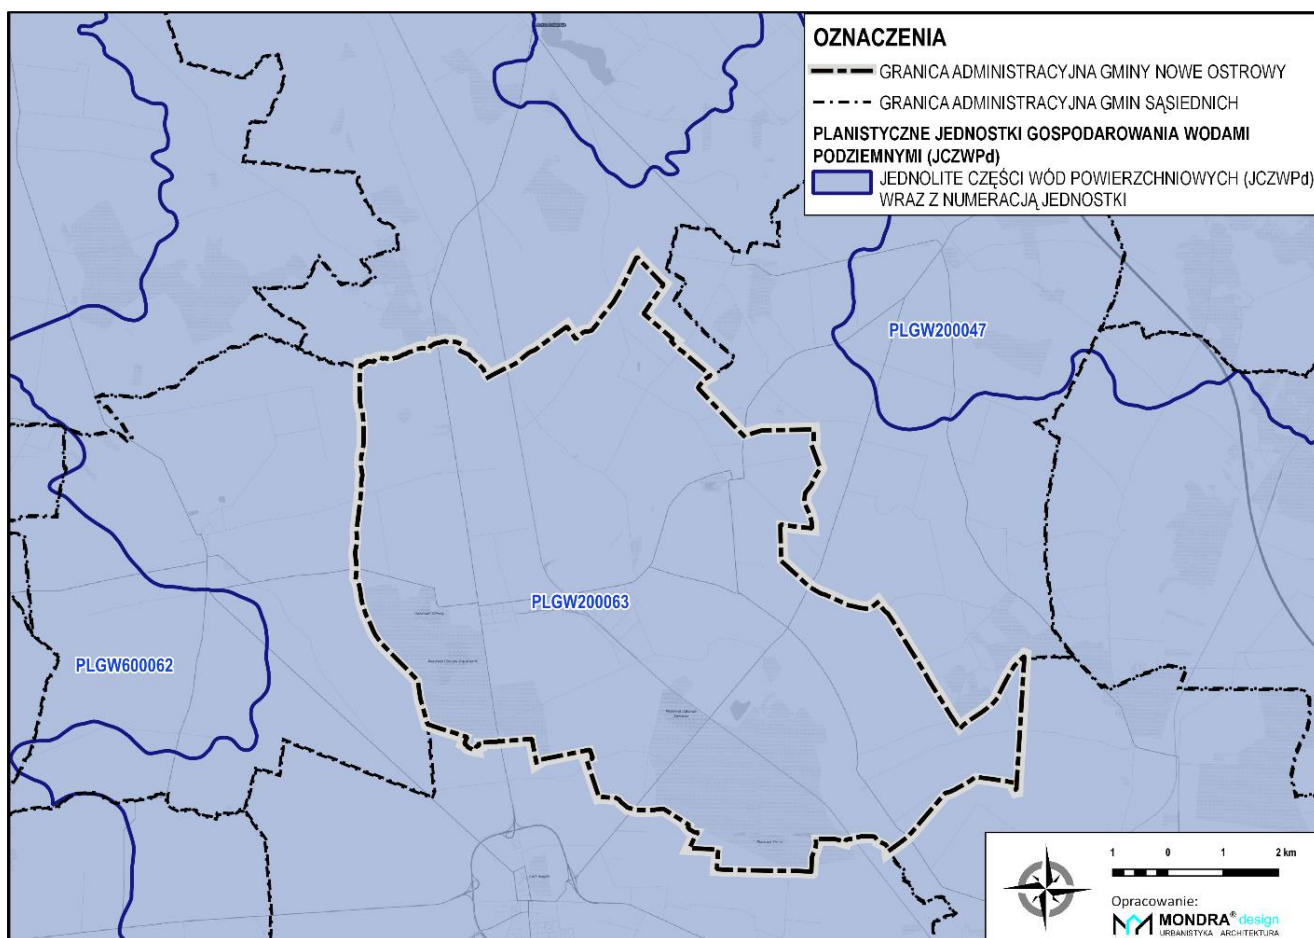 OZNACZENIA
GRANICA ADMINISTRACYJNA GMINY NOWE OSTROWY
GRANICA ADMINISTRACYJNA GMIN SĄSIEDNICH
PLANISTYCZNE JEDNOSTKI GOSPODAROWANIA WODAMI
PODZIEMNYMI (JCZWPd)
JEDNOLITE CZĘŚCI WÓD POWIERZCHNIOWYCH (JCZWPd)
WRAZ Z NUMERACJĄ JEDNOSTKI
PLGW200047
PLGW200063
PLGW600062
1 0 1 2 km
Opracowanie:
MONDRA® design
URBANISTYKA ARCHITEKTURA